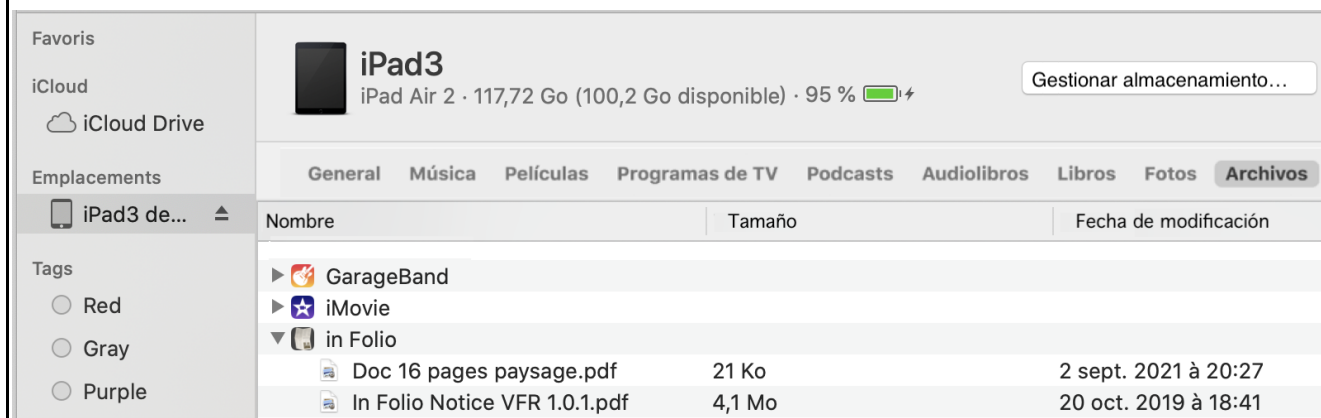 Favoris
iCloud
iCloud Drive
Emplacements
iPad3 de...
Tags
Red
Gray
Purple
iPad3
iPad Air 2 · 117,72 Go (100,2 Go disponible) · 95 %
Gestionar almacenamiento...
General Música Películas Programas de TV Podcasts Audiolibros Libros Fotos Archivos
Nombre Tamaño Fecha de modificación
GarageBand
iMovie
in Folio
Doc 16 pages paysage.pdf 21 Ko 2 sept. 2021 à 20:27
In Folio Notice VFR 1.0.1.pdf 4,1 Mo 20 oct. 2019 à 18:41